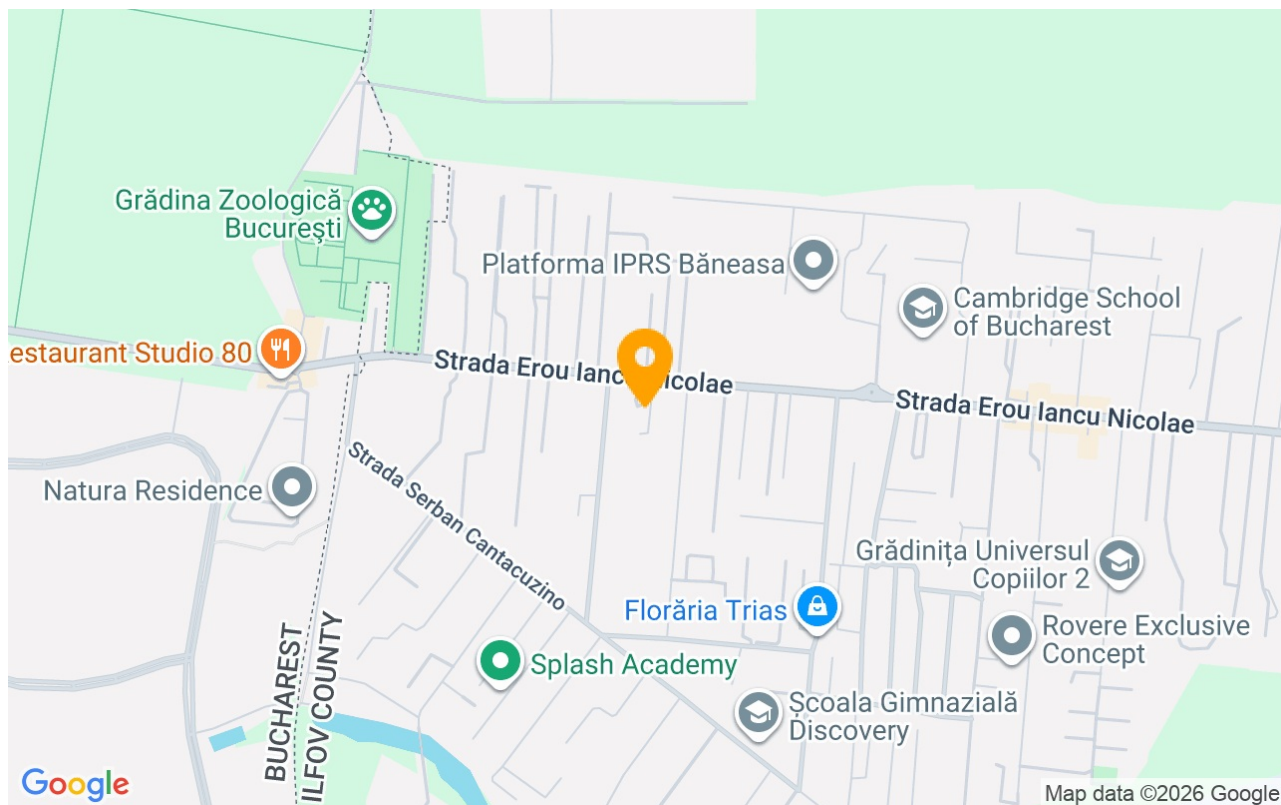 Grădina Zoologică
București
Platforma IPRS Băneasa
Cambridge School
of Bucharest
estaurant Studio 80
Strada Erou Iancu Nicolae
Strada Erou Iancu Nicolae
Strada Serban Cantacuzino
Natura Residence
Grădinița Universul
Copiilor 2
Florăria Trias
Rovere Exclusive
Concept
Splash Academy
Școala Gimnazială
Discovery
BUCHAREST
ILFOV COUNTY
Google
Map data ©2026 Google